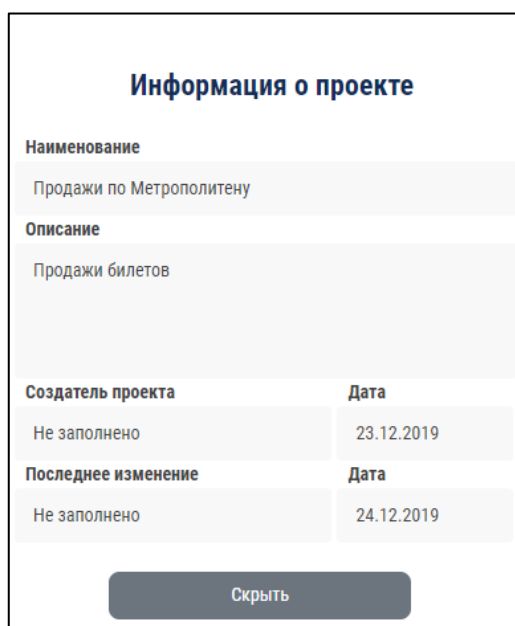 Информация о проекте
Наименование
Продажи по Метрополитену
Описание
Продажи билетов
Создатель проекта Дата
Не заполнено 23.12.2019
Последнее изменение Дата
Не заполнено 24.12.2019
Скрыть